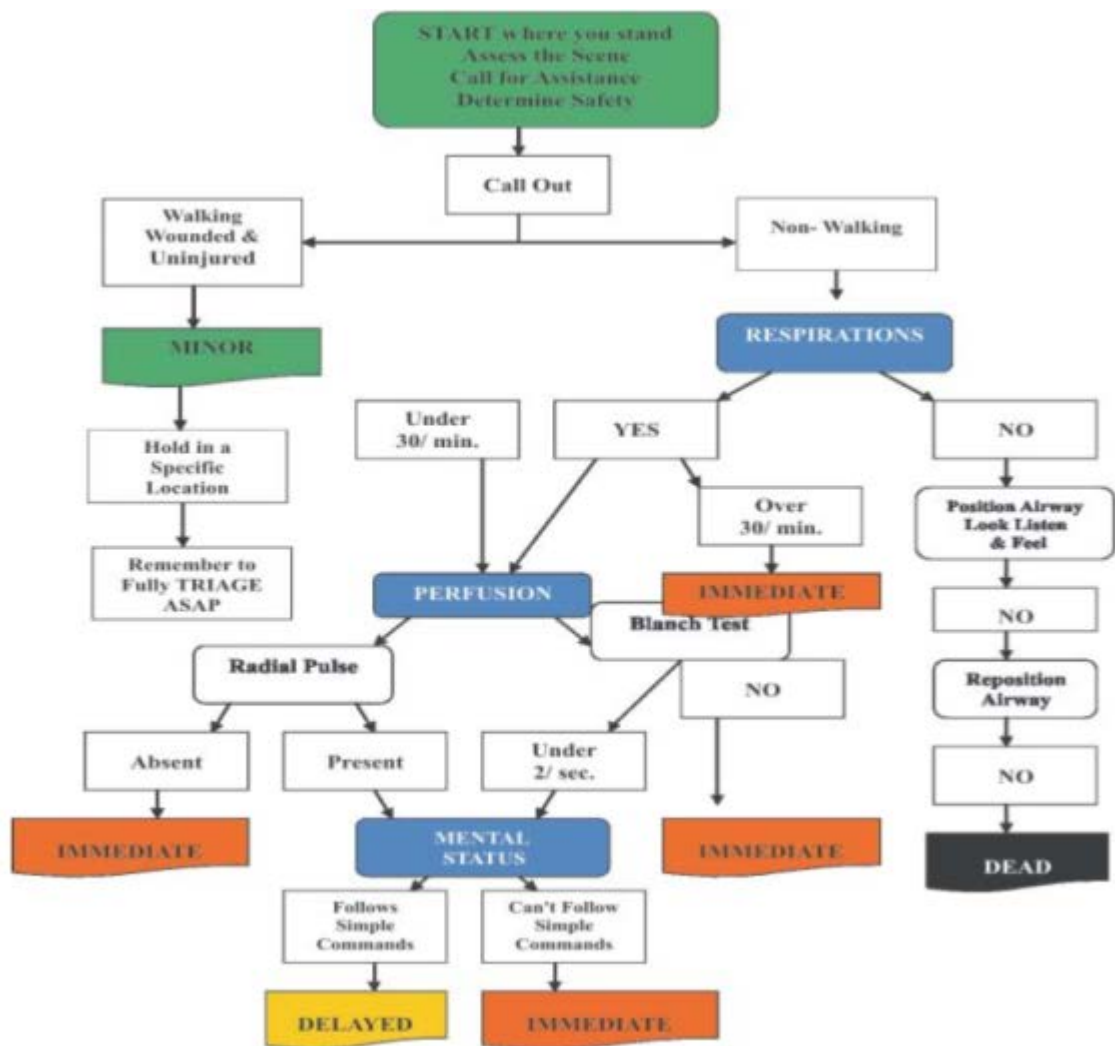 START where you stand
Assess the Scene
Call for Assistance
Determine Safety
Call Out
Walking
Wounded &
Uninjured
Non- Walking
MINOR
RESPIRATIONS
Hold in a
Specific
Location
Under
30/ min.
YES
NO
Remember to
Fully TRIAGE
ASAP
Over
30/ min.
Position Airway
Look Listen
& Feel
PERFUSION
IMMEDIATE
NO
Radial Pulse
Blanch Test
NO
Reposition
Airway
Absent
Present
Under
2/ sec.
NO
IMMEDIATE
MENTAL
STATUS
IMMEDIATE
DEAD
Follows
Simple
Commands
Can't Follow
Simple
Commands
DELAYED
IMMEDIATE